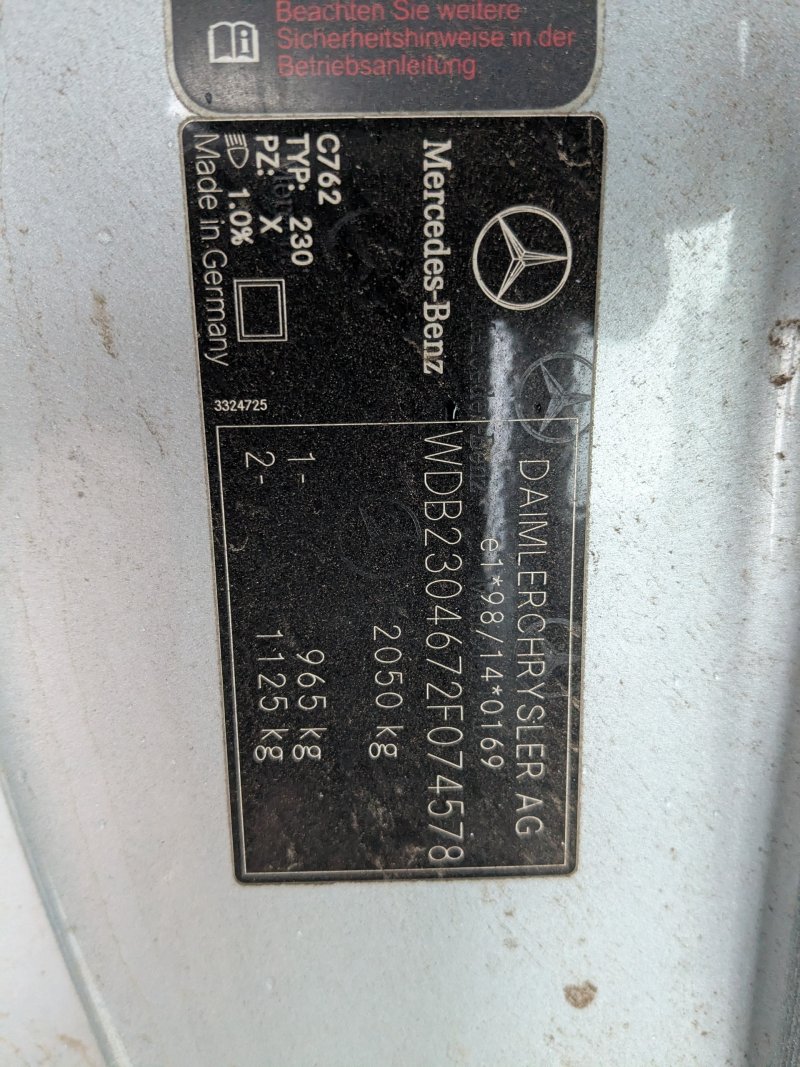 Beachten Sie weitere
Sicherheitshinweise in der
Betriebsanleitung.
Mercedes-Benz
C762
TYP: 230
PZ: X
1.0%
Made in Germany
3324725
DAIMLERCHRYSLER AG
e1*98/14*0169
WDB2304672F074578
2050 kg
1- 965 kg
2- 1125 kg